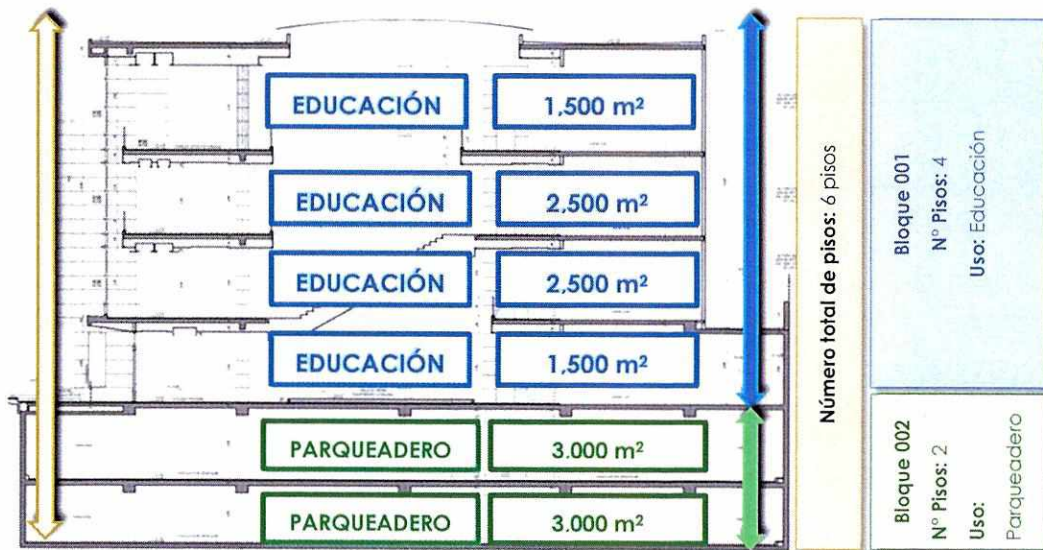 EDUCACIÓN 1,500 m²
EDUCACIÓN 2,500 m²
EDUCACIÓN 2,500 m²
EDUCACIÓN 1,500 m²
PARQUEADERO 3.000 m²
PARQUEADERO 3.000 m²
Número total de pisos: 6 pisos
Bloque 001
N° Pisos: 4
Uso: Educación
Bloque 002
N° Pisos: 2
Uso:
Parqueadero